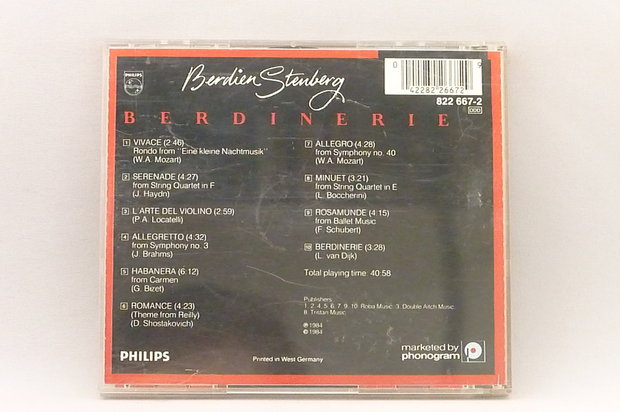 PHILIPS
Berdien Stenberg
0 42282 26672 9
822 667-2
DDD
BERDINERIE
1 VIVACE (2:46)
Rondo from "Eine kleine Nachtmusik"
(W.A. Mozart)
2 SERENADE (4:27)
from String Quartet in F
(J. Haydn)
3 L'ARTE DEL VIOLINO (2:59)
(P.A. Locatelli)
4 ALLEGRETTO (4:32)
from Symphony no. 3
(J. Brahms)
5 HABANERA (6:12)
from Carmen
(G. Bizet)
6 ROMANCE (4:23)
(Theme from Reilly)
(D. Shostakovich)
7 ALLEGRO (4:28)
from Symphony no. 40
(W.A. Mozart)
8 MINUET (3:21)
from String Quartet in E
(L. Boccherini)
9 ROSAMUNDE (4:15)
from Ballet Music
(F. Schubert)
10 BERDINERIE (3:28)
(L. van Dijk)
Total playing time: 40:58
Publishers:
1, 2, 4, 5, 6, 7, 9, 10. Roba Music; 3. Double Aitch Music;
8. Tristan Music
℗ 1984
© 1984
PHILIPS
Printed in West Germany
marketed by
phonogram